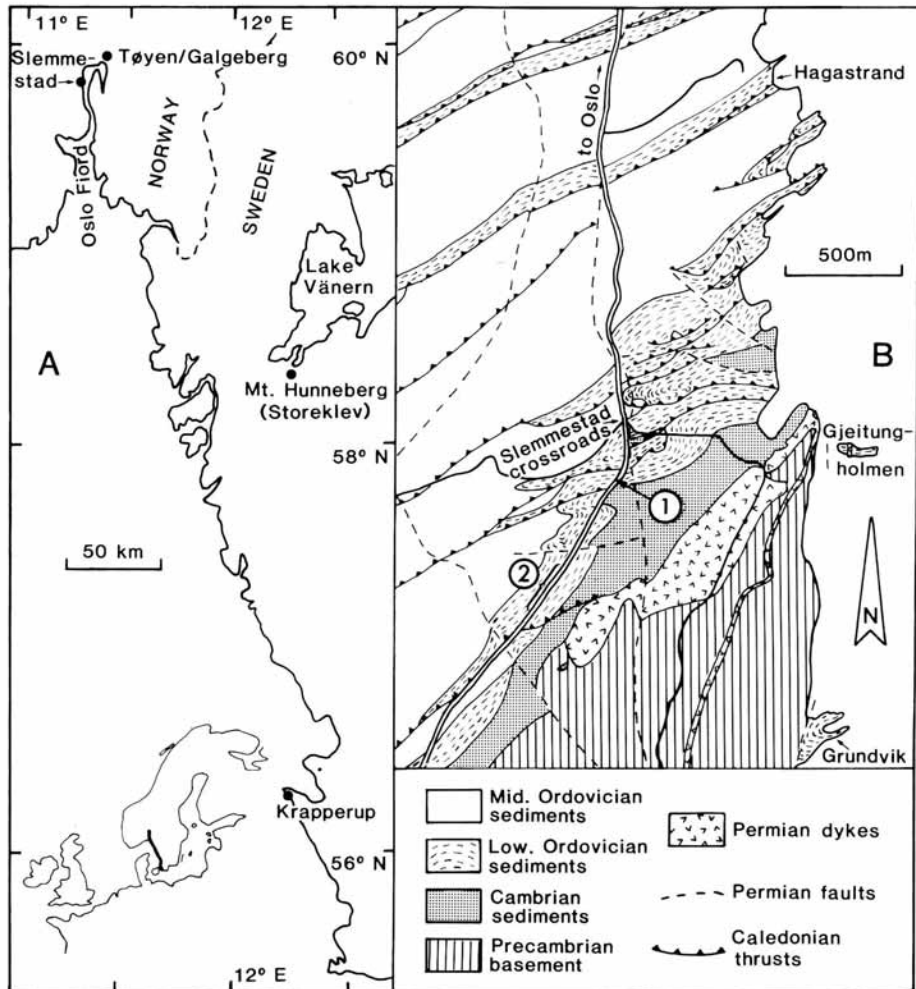 11° E
12° E
60° N
Slemme-
stad
Tøyen/Galgeberg
NORWAY
SWEDEN
Oslo Fjord
Lake
Vänern
A
Mt. Hunneberg
(Storeklev)
58° N
50 km
Krapperup
56° N
12° E
to Oslo
Hagastrand
500m
B
Slemmestad
crossroads
Gjeitung-
holmen
1
2
N
Grundvik
Mid. Ordovician
sediments
Low. Ordovician
sediments
Cambrian
sediments
Precambrian
basement
Permian dykes
Permian faults
Caledonian
thrusts